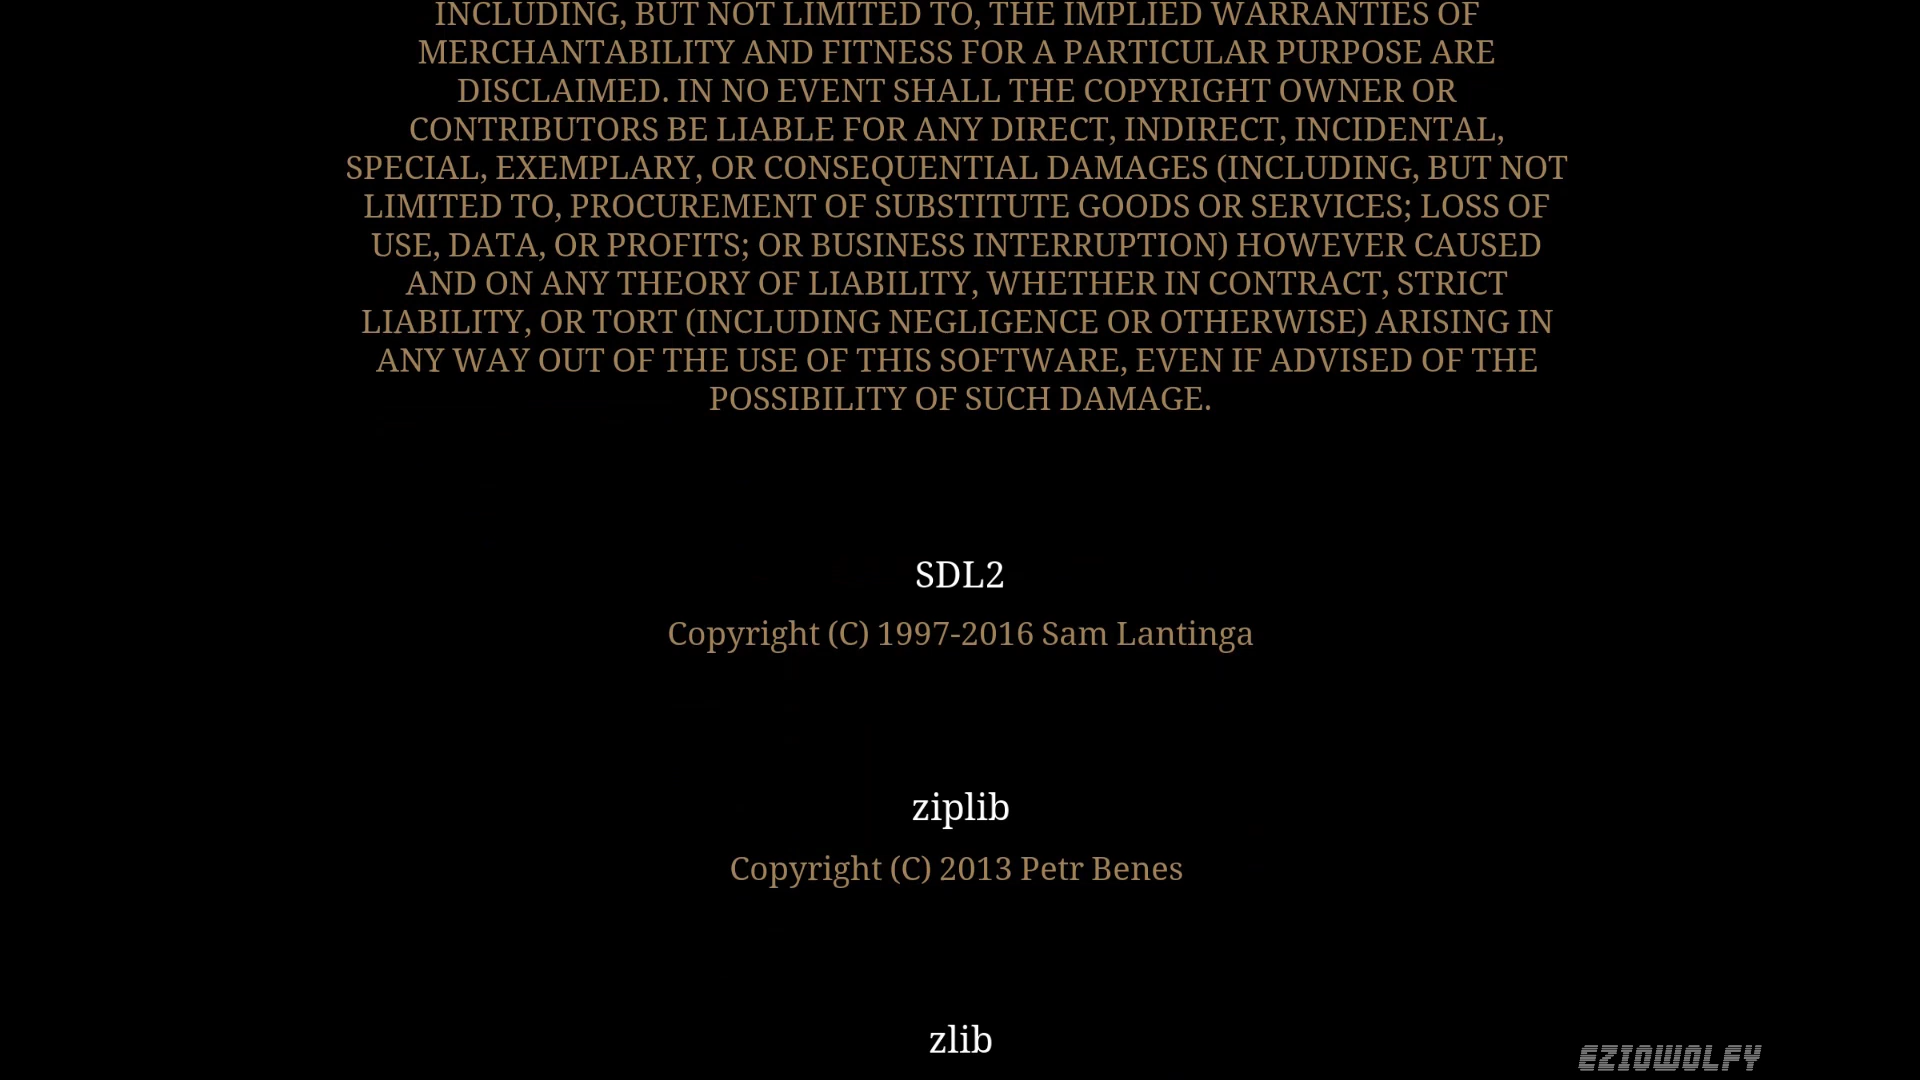 INCLUDING, BUT NOT LIMITED TO, THE IMPLIED WARRANTIES OF
MERCHANTABILITY AND FITNESS FOR A PARTICULAR PURPOSE ARE
DISCLAIMED. IN NO EVENT SHALL THE COPYRIGHT OWNER OR
CONTRIBUTORS BE LIABLE FOR ANY DIRECT, INDIRECT, INCIDENTAL,
SPECIAL, EXEMPLARY, OR CONSEQUENTIAL DAMAGES (INCLUDING, BUT NOT
LIMITED TO, PROCUREMENT OF SUBSTITUTE GOODS OR SERVICES; LOSS OF
USE, DATA, OR PROFITS; OR BUSINESS INTERRUPTION) HOWEVER CAUSED
AND ON ANY THEORY OF LIABILITY, WHETHER IN CONTRACT, STRICT
LIABILITY, OR TORT (INCLUDING NEGLIGENCE OR OTHERWISE) ARISING IN
ANY WAY OUT OF THE USE OF THIS SOFTWARE, EVEN IF ADVISED OF THE
POSSIBILITY OF SUCH DAMAGE.
SDL2
Copyright (C) 1997-2016 Sam Lantinga
ziplib
Copyright (C) 2013 Petr Benes
zlib
EZIOWOLFY